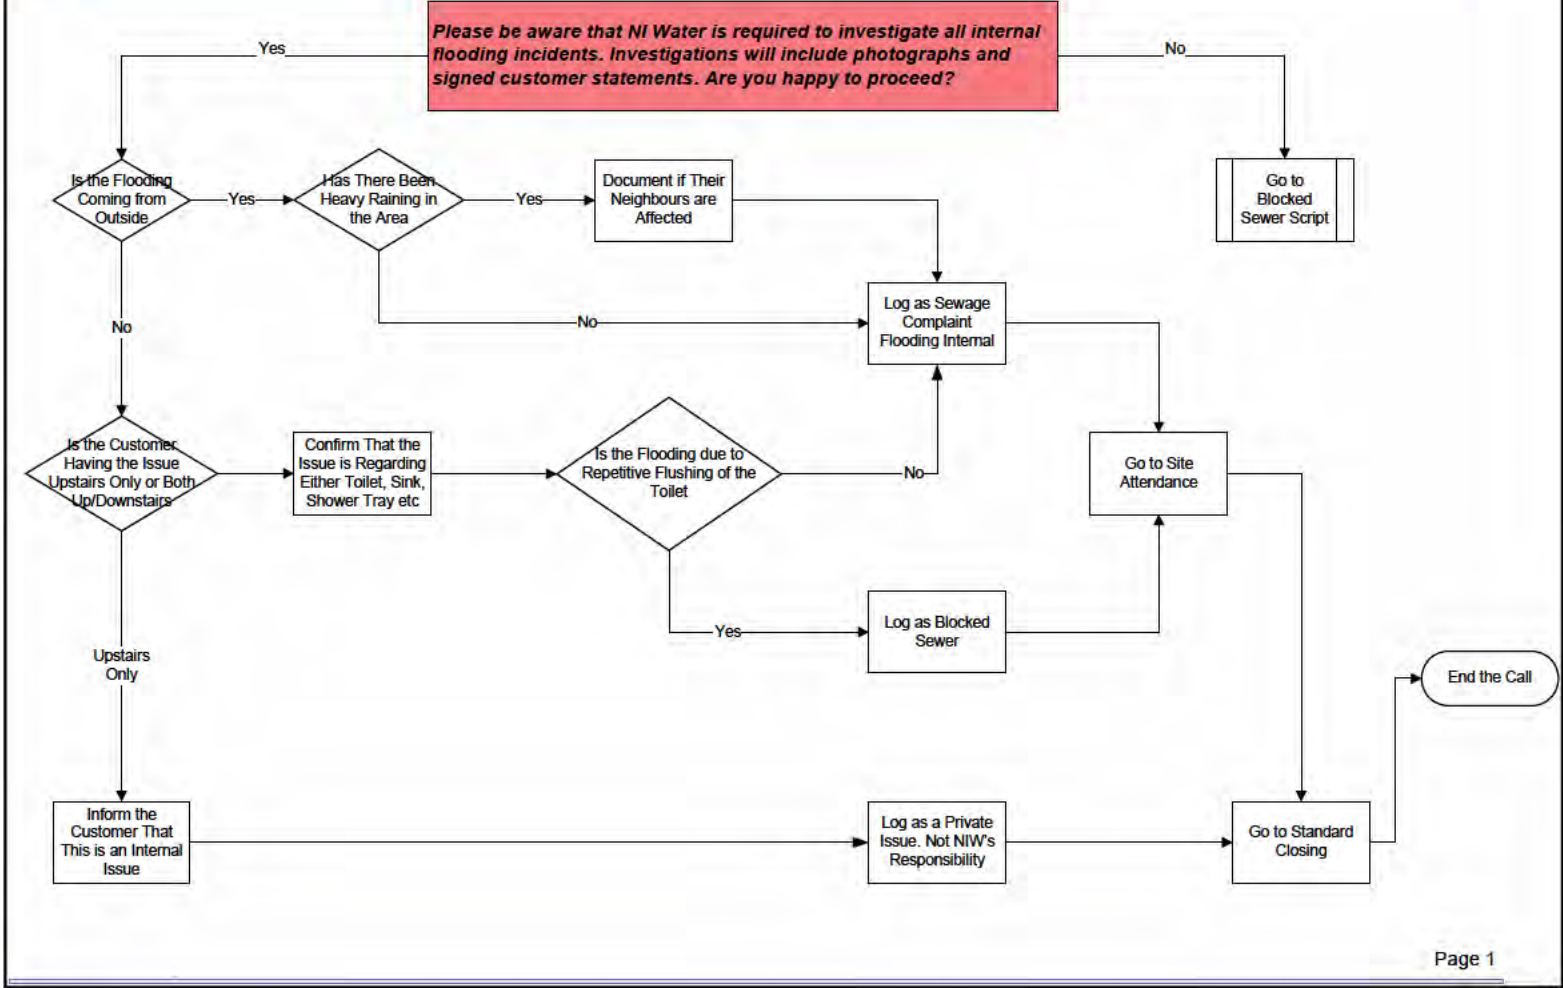 Please be aware that NI Water is required to investigate all internal
flooding incidents. Investigations will include photographs and
signed customer statements. Are you happy to proceed?
Yes
No
Is the Flooding
Coming from
Outside
Yes
Has There Been
Heavy Raining in
the Area
Yes
Document if Their
Neighbours are
Affected
Go to
Blocked
Sewer Script
No
No
Log as Sewage
Complaint
Flooding Internal
Is the Customer
Having the Issue
Upstairs Only or Both
Up/Downstairs
Confirm That the
Issue is Regarding
Either Toilet, Sink,
Shower Tray etc
Is the Flooding due to
Repetitive Flushing of the
Toilet
No
Go to Site
Attendance
Yes
Log as Blocked
Sewer
Upstairs
Only
End the Call
Inform the
Customer That
This is an Internal
Issue
Log as a Private
Issue. Not NIW's
Responsibility
Go to Standard
Closing
Page 1